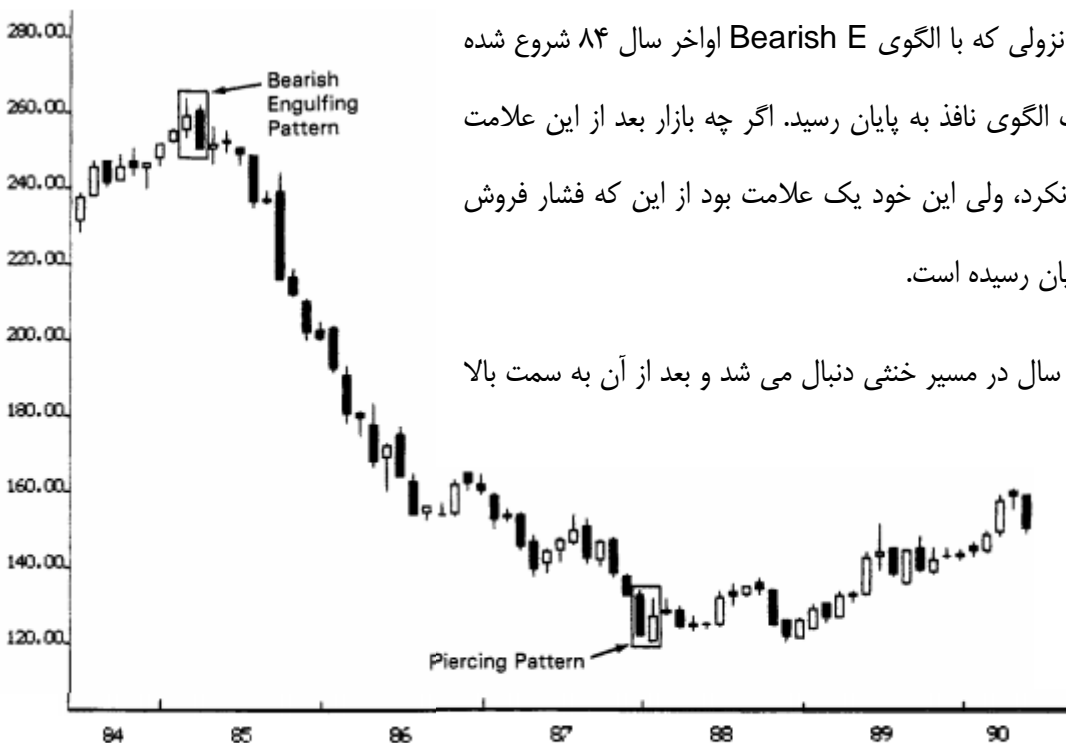 نزولی که با الگوی Bearish E اواخر سال ۸۴ شروع شده
الگوی نافذ به پایان رسید. اگر چه بازار بعد از این علامت
نکرد، ولی این خود یک علامت بود از این که فشار فروش
رسیده است.
سال در مسیر خنثی دنبال می شد و بعد از آن به سمت بالا
280.00
260.00
240.00
220.00
200.00
180.00
160.00
140.00
120.00
Bearish
Engulfing
Pattern
Piercing Pattern
84 85 86 87 88 89 90